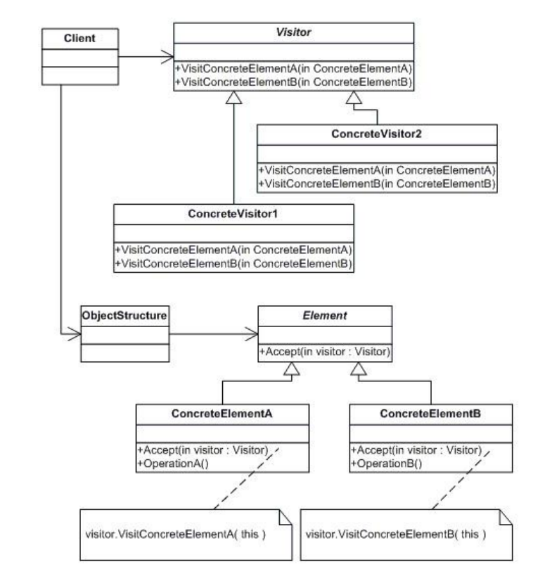 Client
Visitor
+VisitConcreteElementA(in ConcreteElementA)
+VisitConcreteElementB(in ConcreteElementB)
ConcreteVisitor2
+VisitConcreteElementA(in ConcreteElementA)
+VisitConcreteElementB(in ConcreteElementB)
ConcreteVisitor1
+VisitConcreteElementA(in ConcreteElementA)
+VisitConcreteElementB(in ConcreteElementB)
ObjectStructure
Element
+Accept(in visitor : Visitor)
ConcreteElementA
+Accept(in visitor : Visitor)
+OperationA()
ConcreteElementB
+Accept(in visitor : Visitor)
+OperationB()
visitor.VisitConcreteElementA( this )
visitor.VisitConcreteElementB( this )